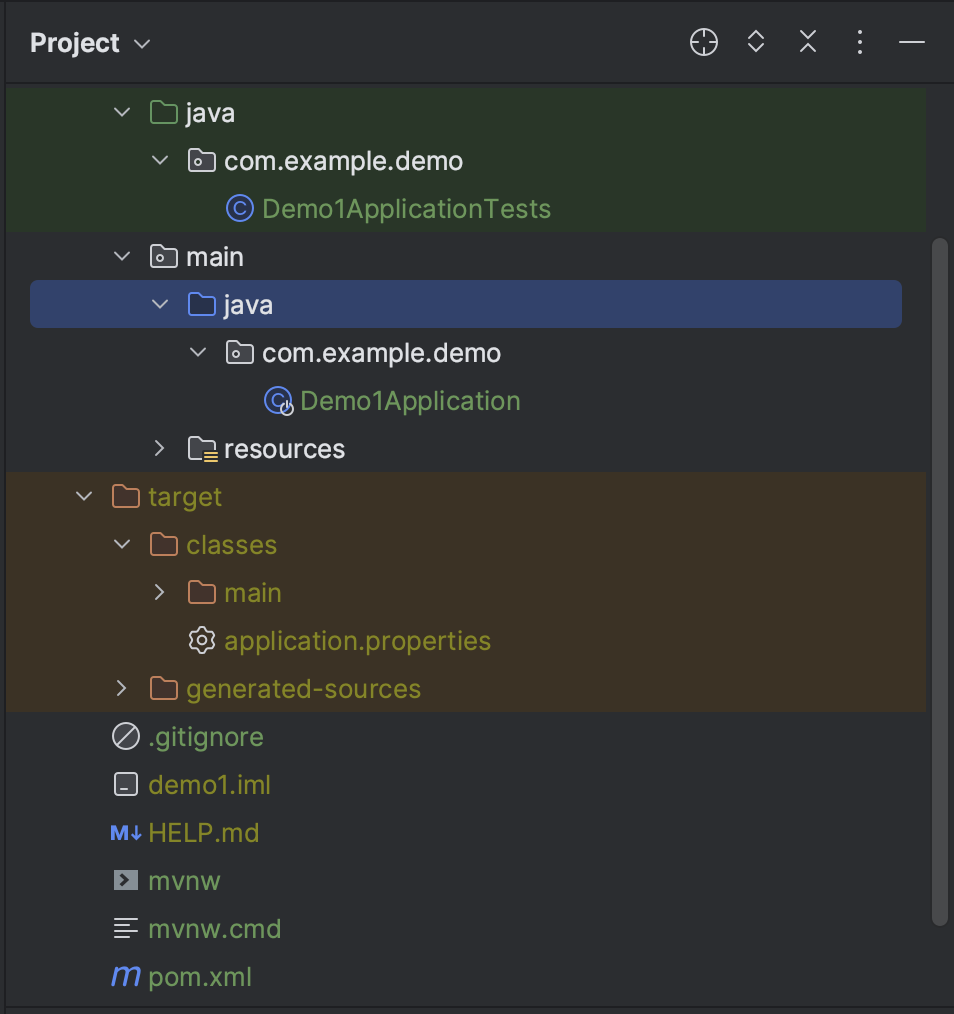 Project
java
com.example.demo
Demo1ApplicationTests
main
java
com.example.demo
Demo1Application
resources
target
classes
main
application.properties
generated-sources
.gitignore
demo1.iml
M↓ HELP.md
mvnw
mvnw.cmd
m pom.xml